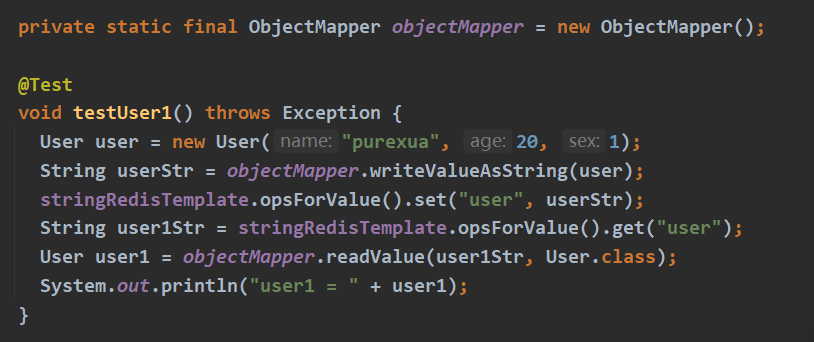 private static final ObjectMapper objectMapper = new ObjectMapper();
@Test
void testUser1() throws Exception {
User user = new User( name: "purexua", age: 20, sex: 1);
String userStr = objectMapper.writeValueAsString(user);
stringRedisTemplate.opsForValue().set("user", userStr);
String user1Str = stringRedisTemplate.opsForValue().get("user");
User user1 = objectMapper.readValue(user1Str, User.class);
System.out.println("user1 = " + user1);
}